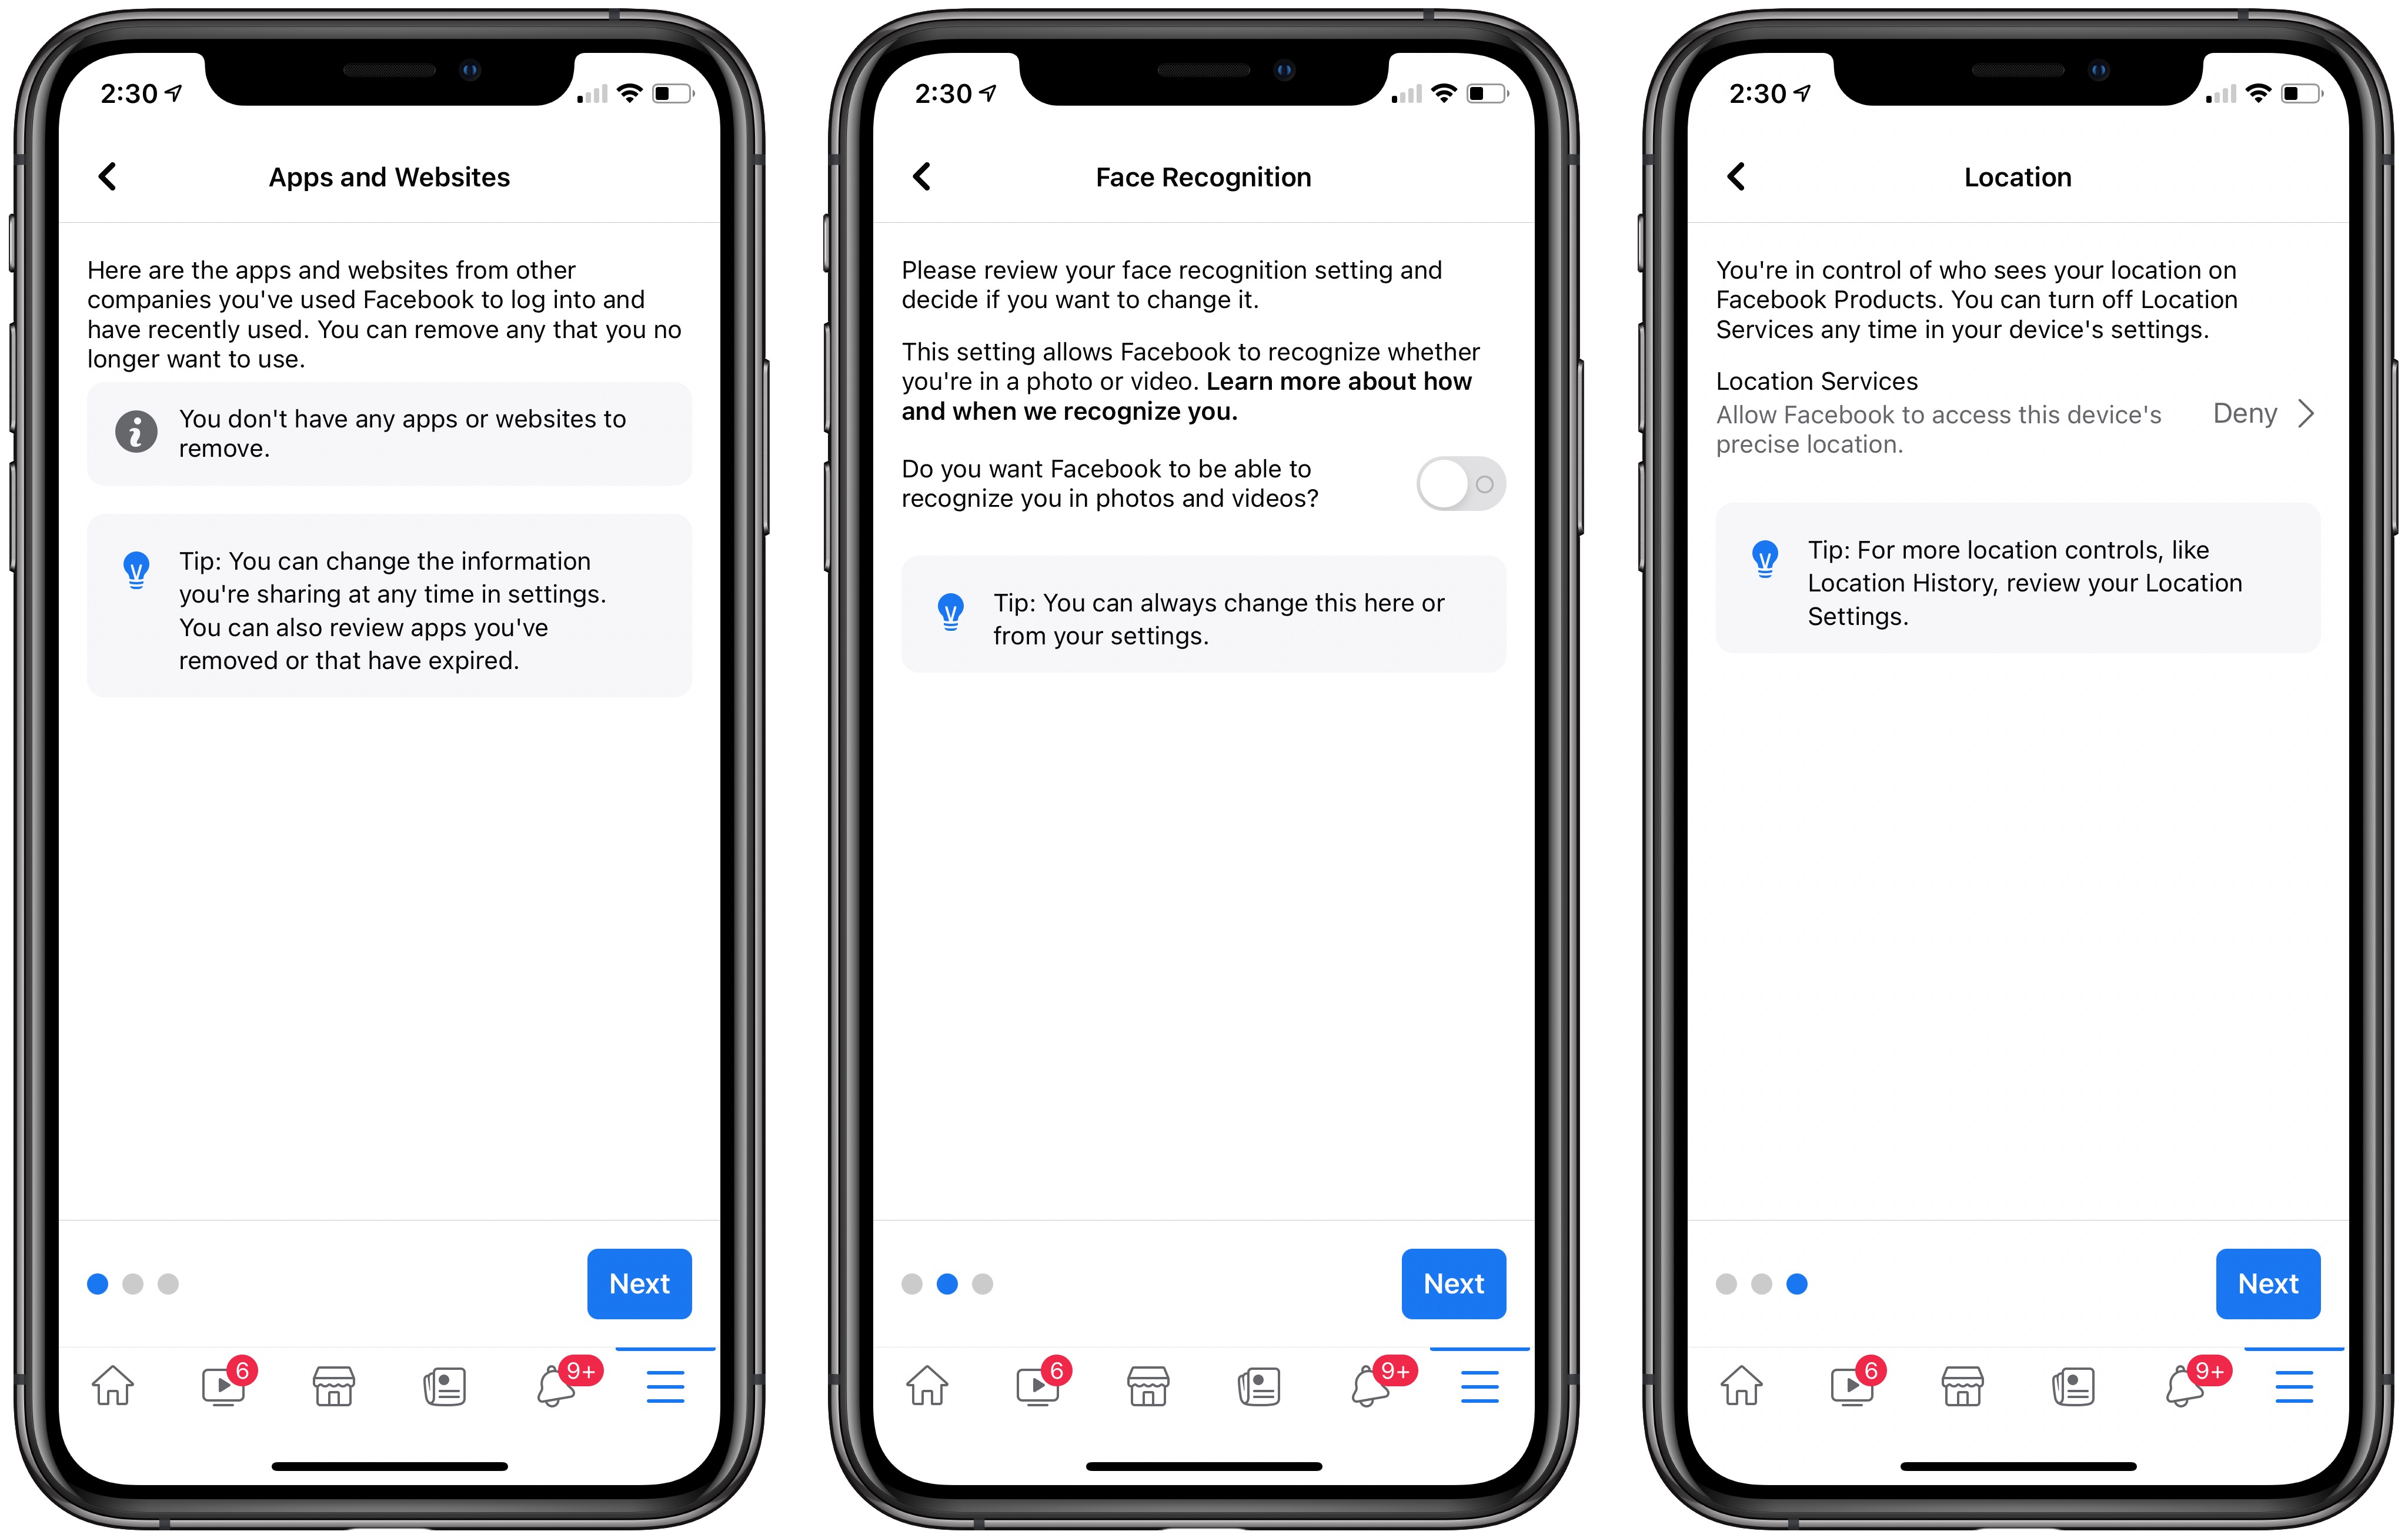 2:30
Apps and Websites
Here are the apps and websites from other
companies you've used Facebook to log into and
have recently used. You can remove any that you no
longer want to use.
You don't have any apps or websites to
remove.
Tip: You can change the information
you're sharing at any time in settings.
You can also review apps you've
removed or that have expired.
Next
6
9+
2:30
Face Recognition
Please review your face recognition setting and
decide if you want to change it.
This setting allows Facebook to recognize whether
you're in a photo or video. Learn more about how
and when we recognize you.
Do you want Facebook to be able to
recognize you in photos and videos?
Tip: You can always change this here or
from your settings.
Next
6
9+
2:30
Location
You're in control of who sees your location on
Facebook Products. You can turn off Location
Services any time in your device's settings.
Location Services
Allow Facebook to access this device's
precise location.
Deny
Tip: For more location controls, like
Location History, review your Location
Settings.
Next
6
9+